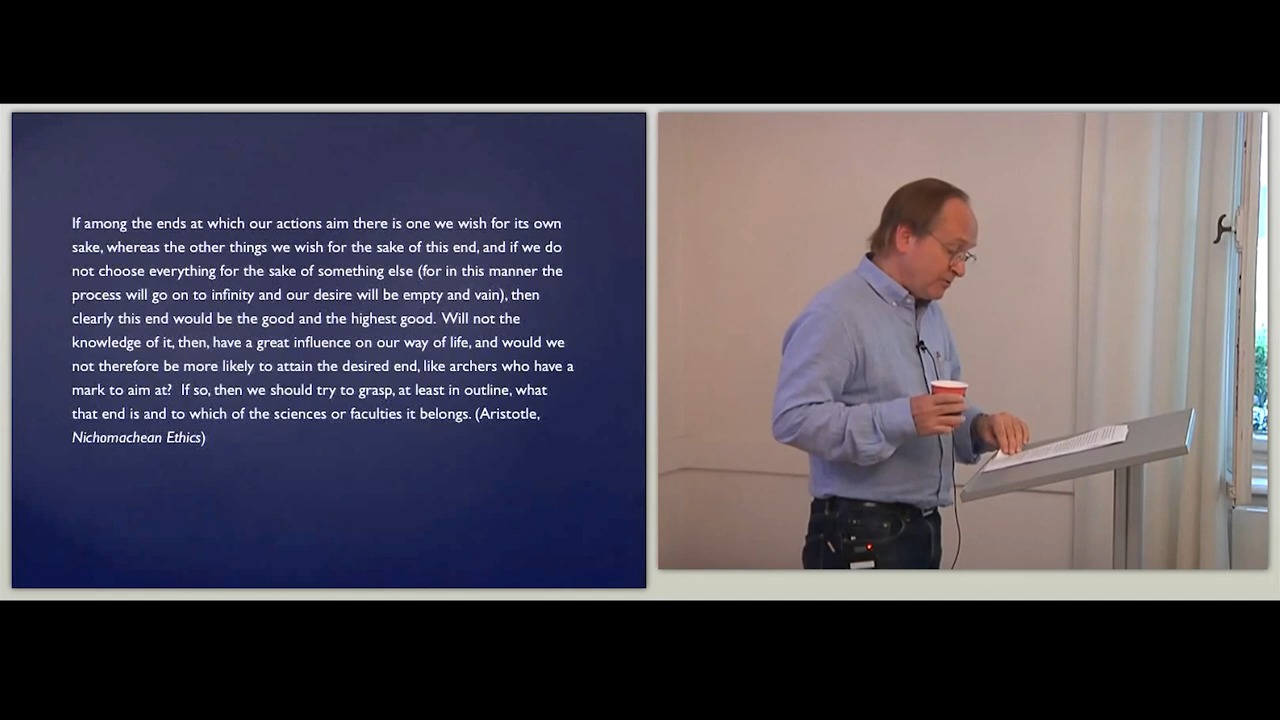 If among the ends at which our actions aim there is one we wish for its own
sake, whereas the other things we wish for the sake of this end, and if we do
not choose everything for the sake of something else (for in this manner the
process will go on to infinity and our desire will be empty and vain), then
clearly this end would be the good and the highest good. Will not the
knowledge of it, then, have a great influence on our way of life, and would we
not therefore be more likely to attain the desired end, like archers who have a
mark to aim at? If so, then we should try to grasp, at least in outline, what
that end is and to which of the sciences or faculties it belongs. (Aristotle,
Nichomachean Ethics)